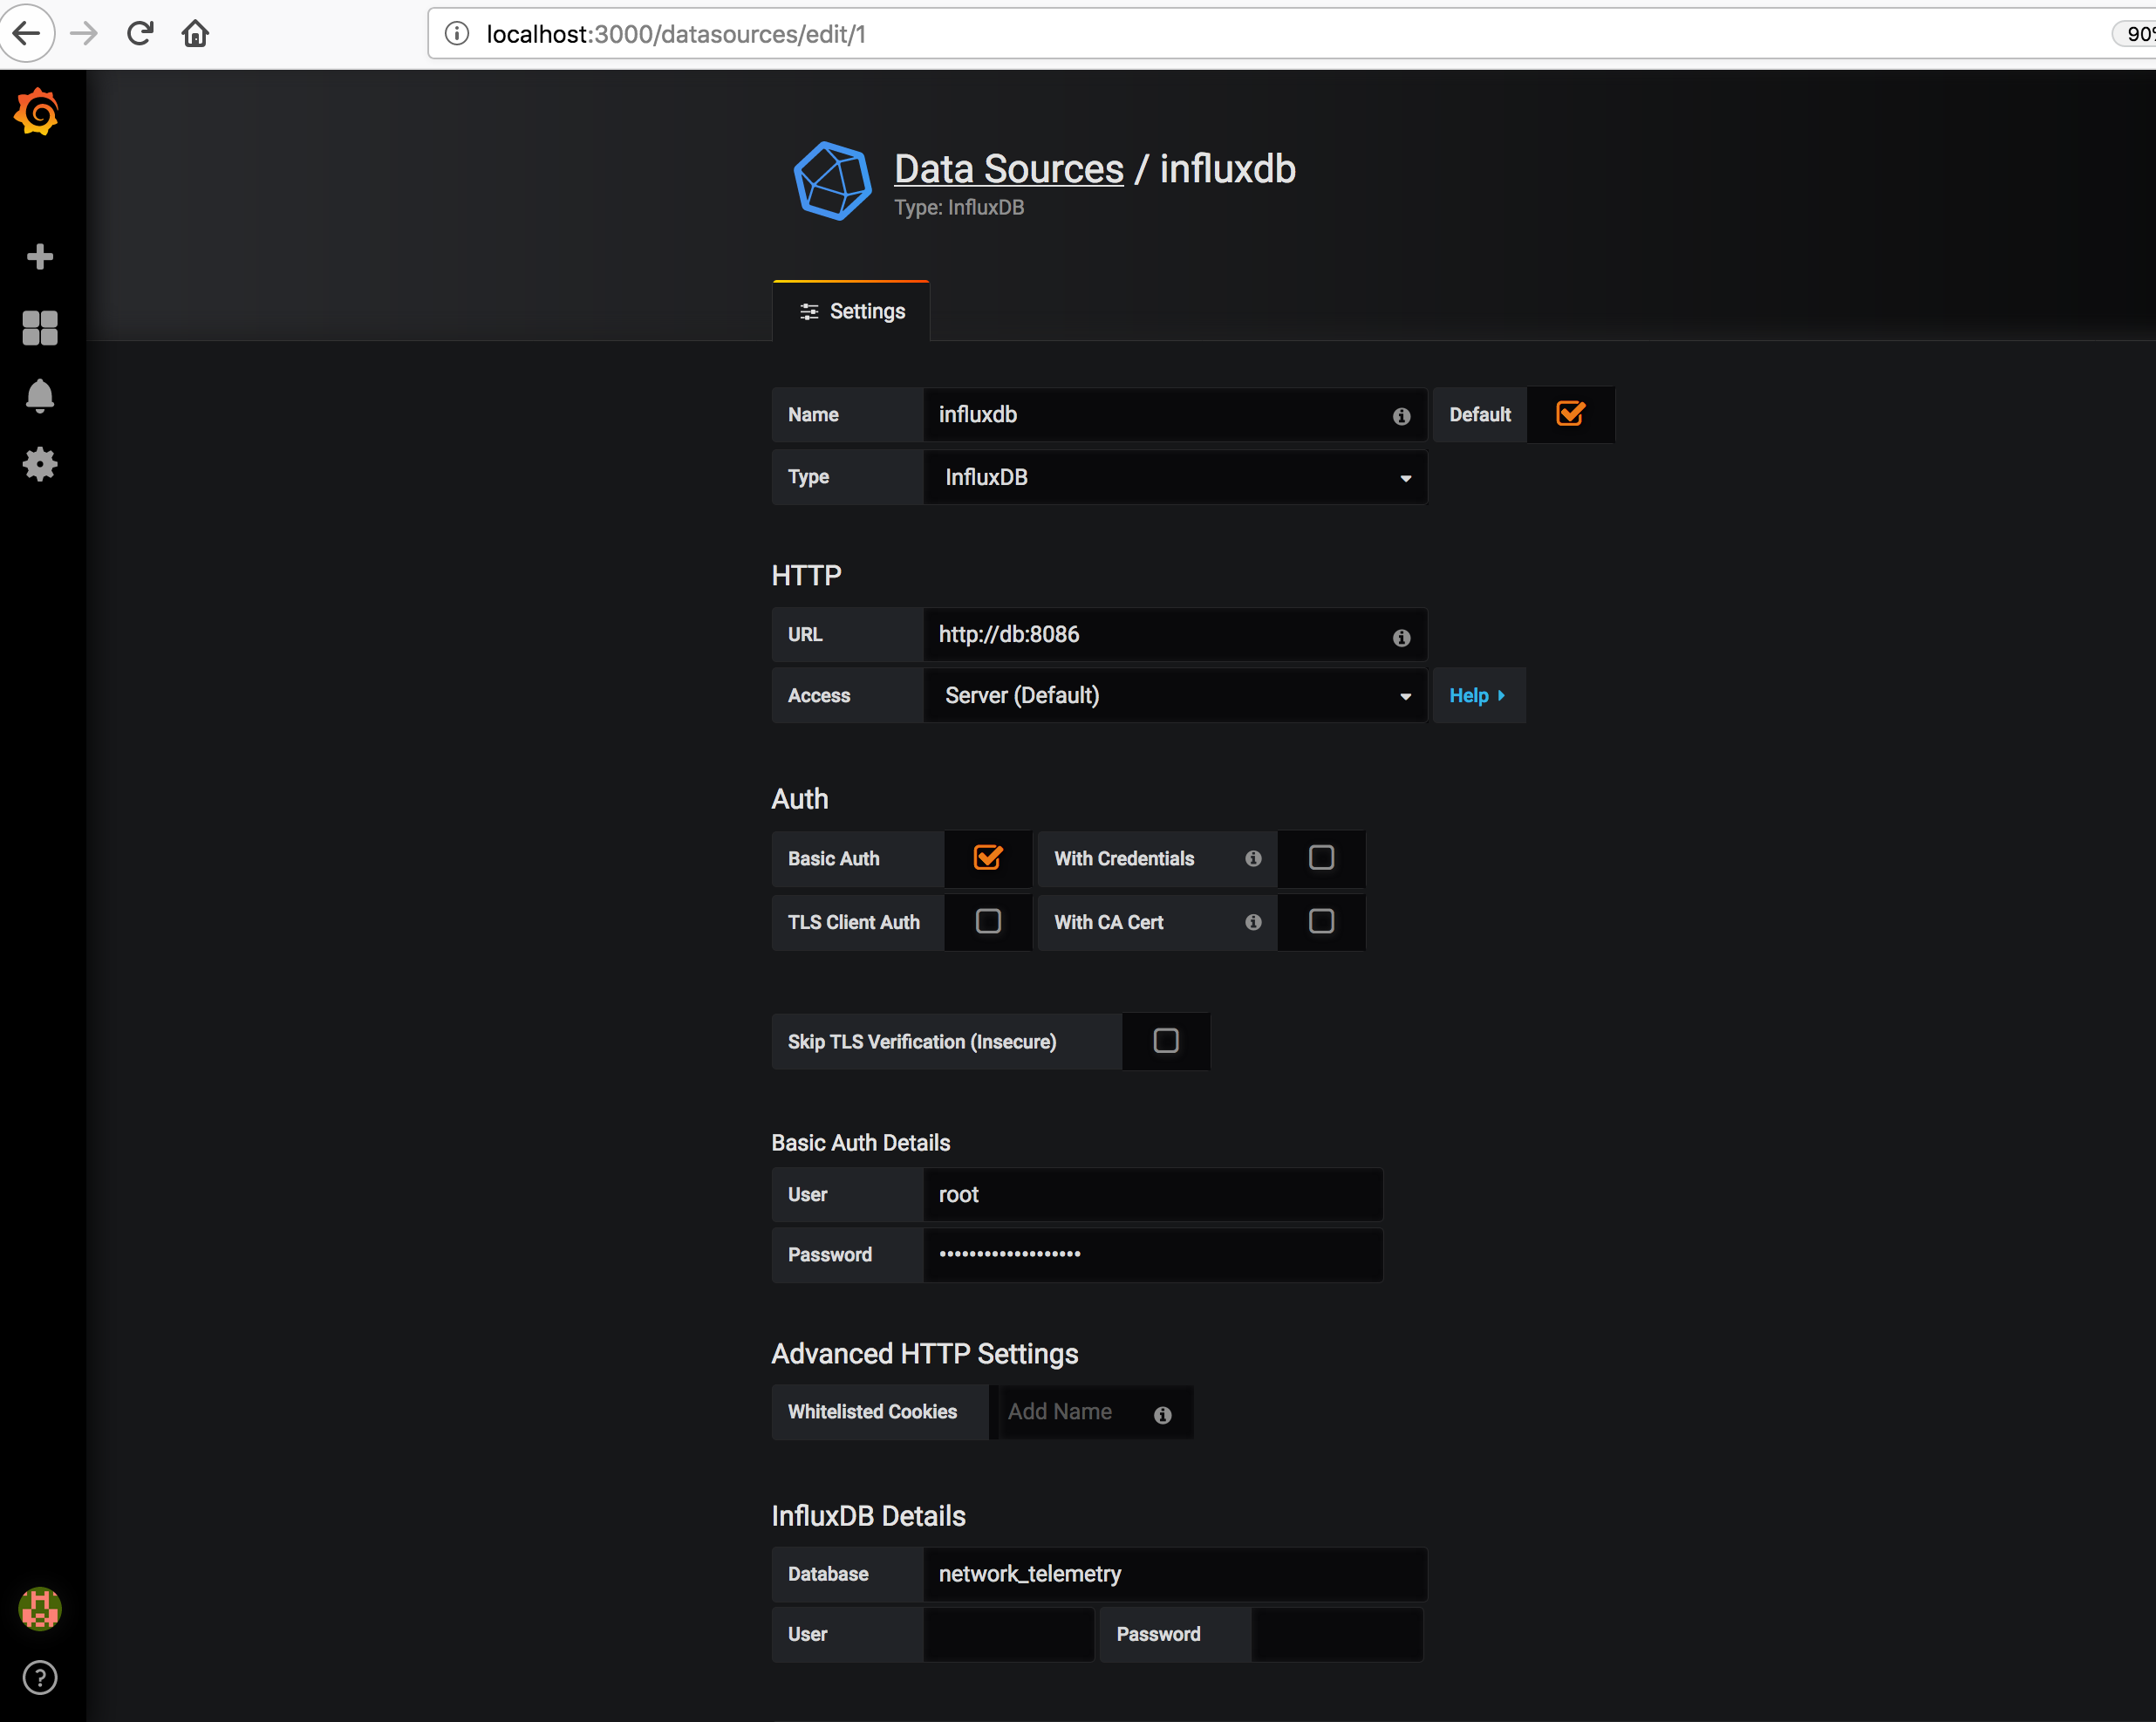 localhost:3000/datasources/edit/1
Data Sources / influxdb
Type: InfluxDB
Settings
Name influxdb Default
Type InfluxDB
HTTP
URL http://db:8086
Access Server (Default) Help
Auth
Basic Auth With Credentials
TLS Client Auth With CA Cert
Skip TLS Verification (Insecure)
Basic Auth Details
User root
Password •••••••••••••••••••
Advanced HTTP Settings
Whitelisted Cookies Add Name
InfluxDB Details
Database network_telemetry
User Password